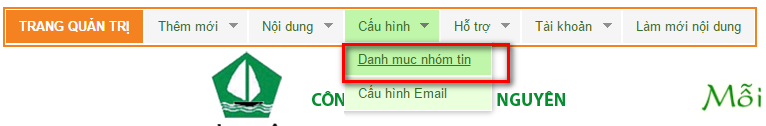 TRANG QUẢN TRỊ Thêm mới Nội dung Cấu hình Hỗ trợ Tài khoản Làm mới nội dung
Danh mục nhóm tin
Cấu hình Email
CÔN NGUYÊN
Mỗi